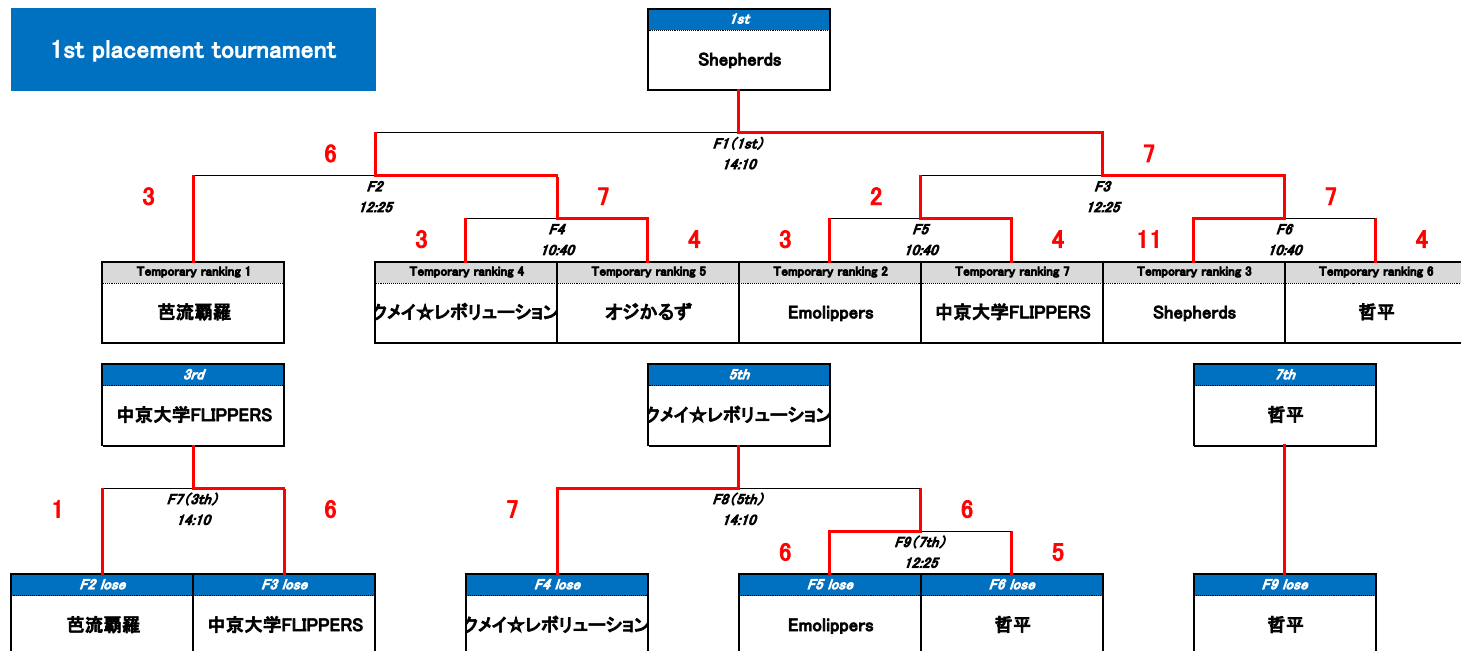 1st placement tournament
1st
Shepherds
F1(1st)
14:10
6
7
F2
12:25
F3
12:25
3
7
2
7
F4
10:40
F5
10:40
F6
10:40
3
4
3
4
11
4
Temporary ranking 1
Temporary ranking 4
Temporary ranking 5
Temporary ranking 2
Temporary ranking 7
Temporary ranking 3
Temporary ranking 6
芭流覇羅
クメイ☆レボリューション
オジかるず
Emolippers
中京大学FLIPPERS
Shepherds
哲平
3rd
5th
7th
中京大学FLIPPERS
クメイ☆レボリューション
哲平
F7(3th)
14:10
F8(5th)
14:10
1
6
7
6
F9(7th)
12:25
6
5
F2 lose
F3 lose
F4 lose
F5 lose
F6 lose
F9 lose
芭流覇羅
中京大学FLIPPERS
クメイ☆レボリューション
Emolippers
哲平
哲平